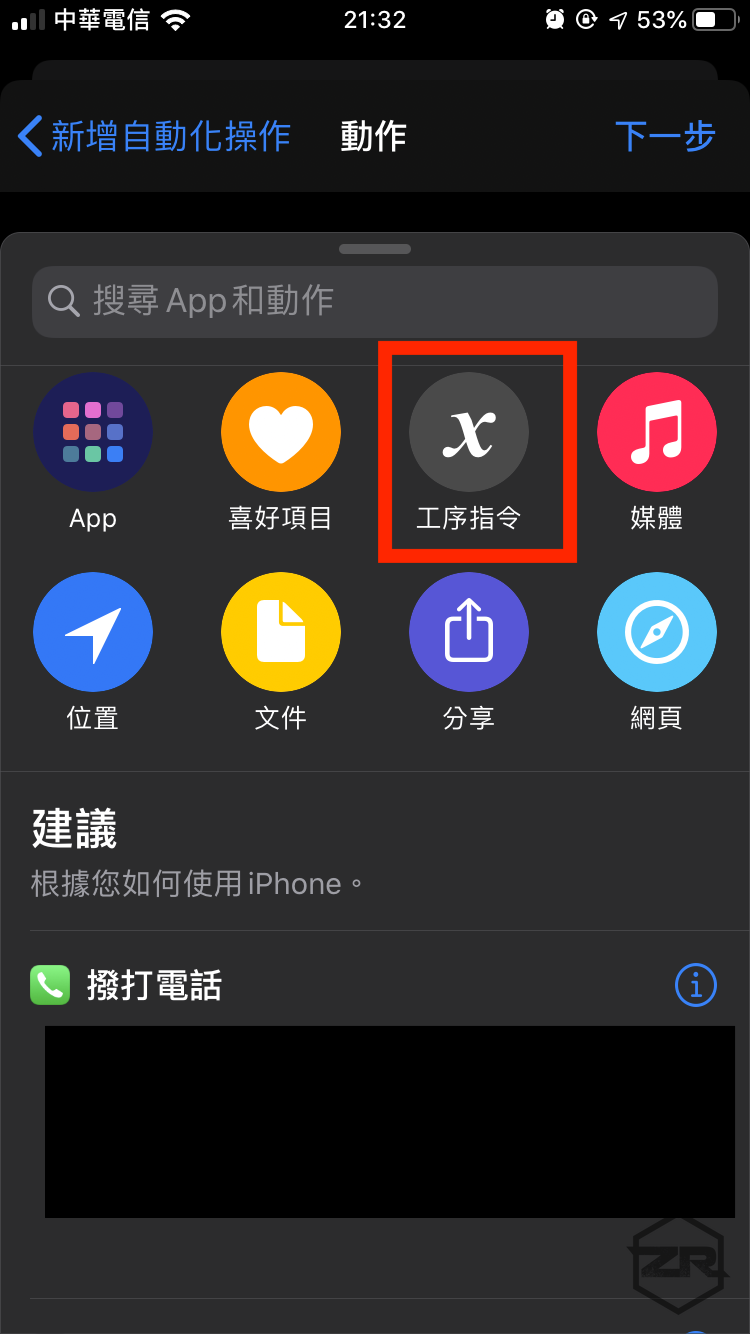 中華電信 21:32 53%
新增自動化操作 動作 下一步
搜尋 App 和動作
App 喜好項目 工序指令 媒體
位置 文件 分享 網頁
建議
根據您如何使用 iPhone。
撥打電話
ZR